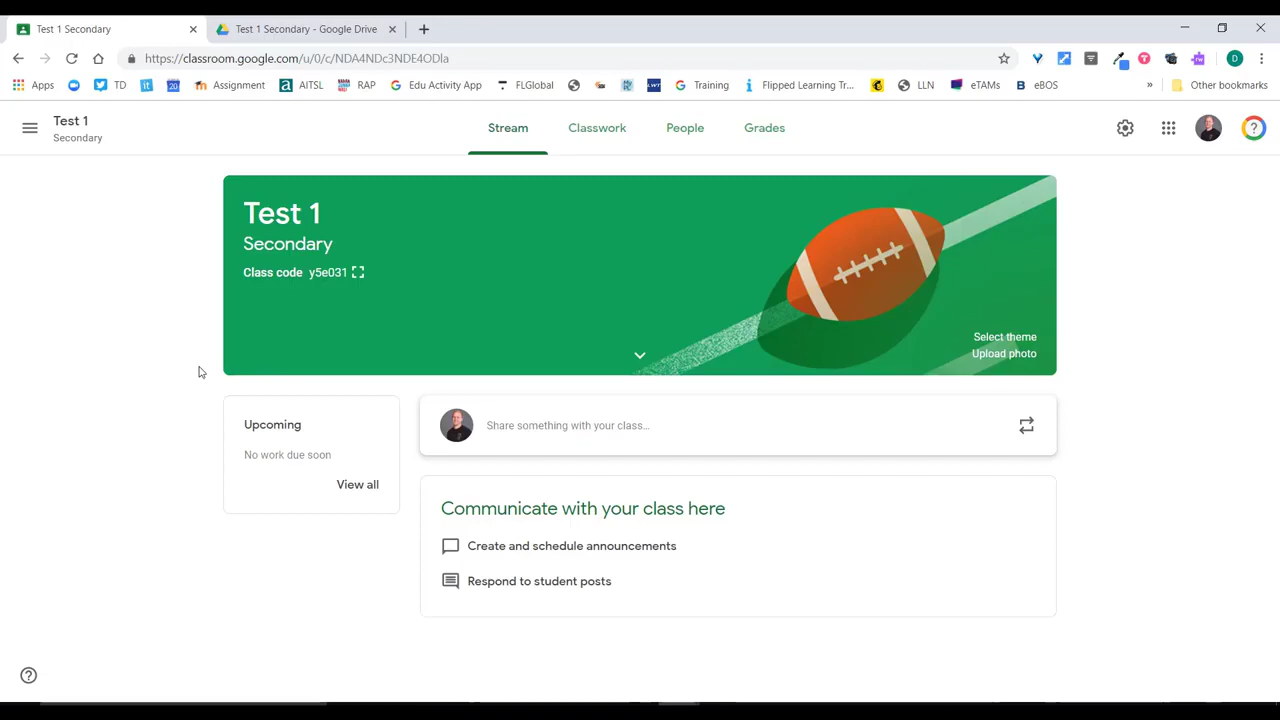 Test 1 Secondary
Test 1 Secondary - Google Drive
https://classroom.google.com/u/0/c/
Apps TD it 20 Assignment AITSL RAP Edu Activity App FLGlobal LWT Training Flipped Learning Tr... LLN eTAMs eBOS » Other bookmarks
Test 1
Secondary
Stream Classwork People Grades
Test 1
Secondary
Class code y5e031
Select theme
Upload photo
Upcoming
No work due soon
View all
Share something with your class...
Communicate with your class here
Create and schedule announcements
Respond to student posts